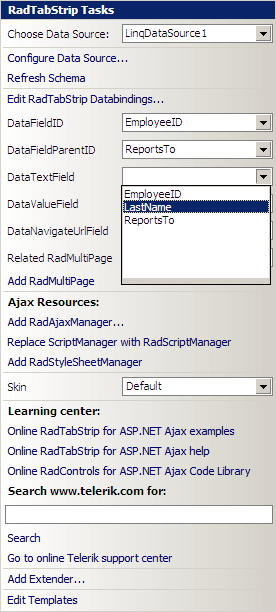 RadTabStrip Tasks
Choose Data Source: LinqDataSource1
Configure Data Source...
Refresh Schema
Edit RadTabStrip Databindings...
DataFieldID EmployeeID
DataFieldParentID ReportsTo
DataTextField
EmployeeID
DataValueField LastName
ReportsTo
DataNavigateUrlField
Related RadMultiPage
Add RadMultiPage
Ajax Resources:
Add RadAjaxManager...
Replace ScriptManager with RadScriptManager
Add RadStyleSheetManager
Skin Default
Learning center:
Online RadTabStrip for ASP.NET Ajax examples
Online RadTabStrip for ASP.NET Ajax help
Online RadControls for ASP.NET Ajax Code Library
Search www.telerik.com for:
Search
Go to online Telerik support center
Add Extender...
Edit Templates